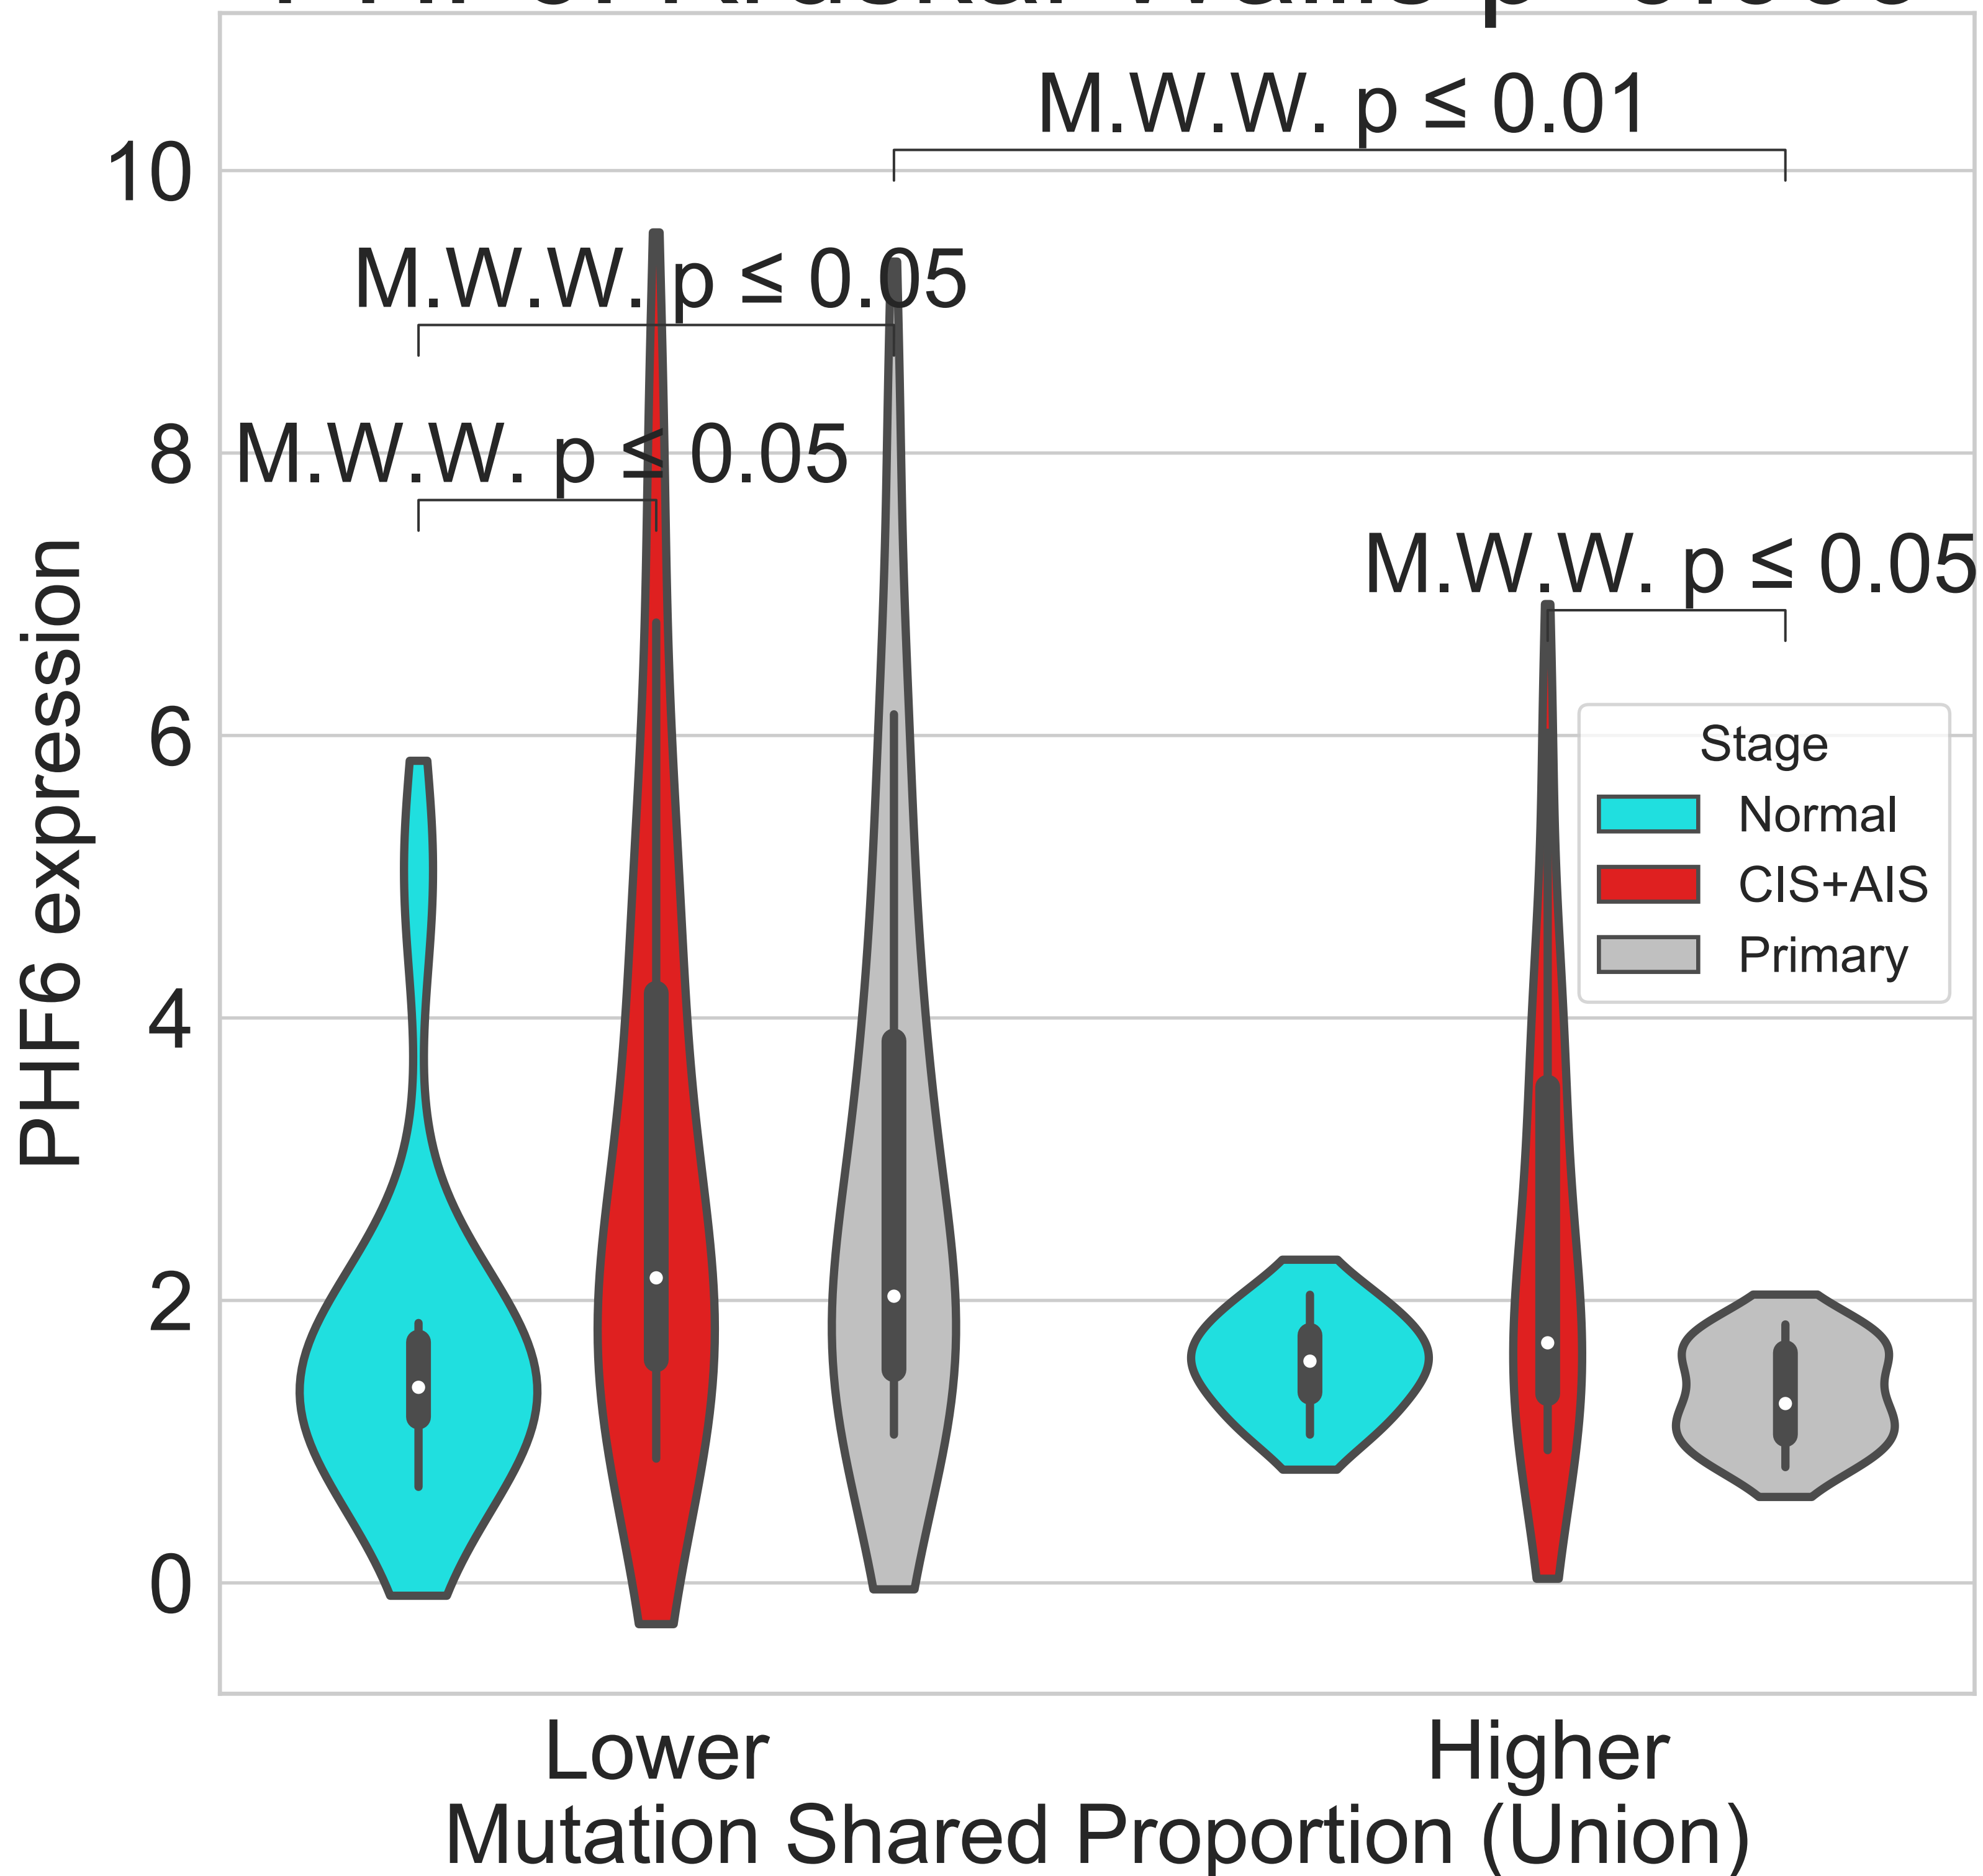 M.W.W. p ≤ 0.01
10
M.W.W. p ≤ 0.05
8
M.W.W. p ≤ 0.05
M.W.W. p ≤ 0.05
6
Stage
Normal
CIS+AIS
Primary
PHF6 expression
4
2
0
Lower
Higher
Mutation Shared Proportion (Union)